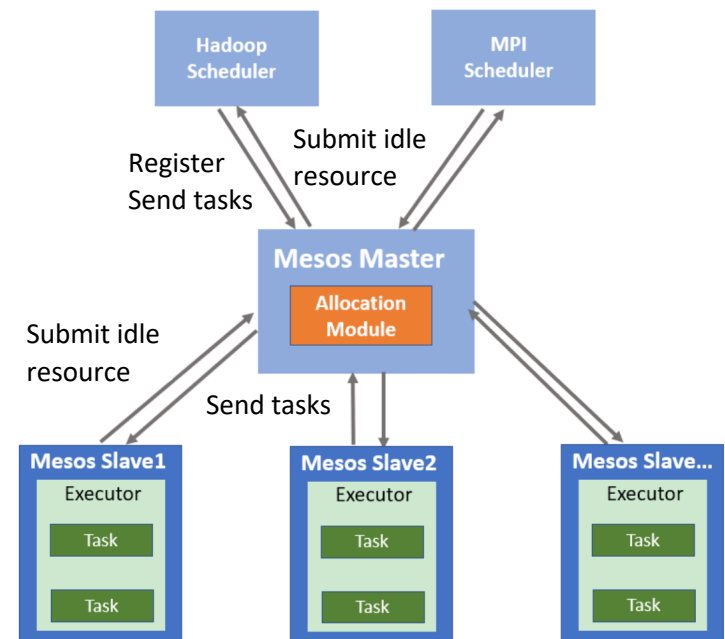 Hadoop
Scheduler
MPI
Scheduler
Register
Send tasks
Submit idle
resource
Mesos Master
Allocation
Module
Submit idle
resource
Send tasks
Mesos Slave1
Executor
Task
Task
Mesos Slave2
Executor
Task
Task
Mesos Slave...
Executor
Task
Task